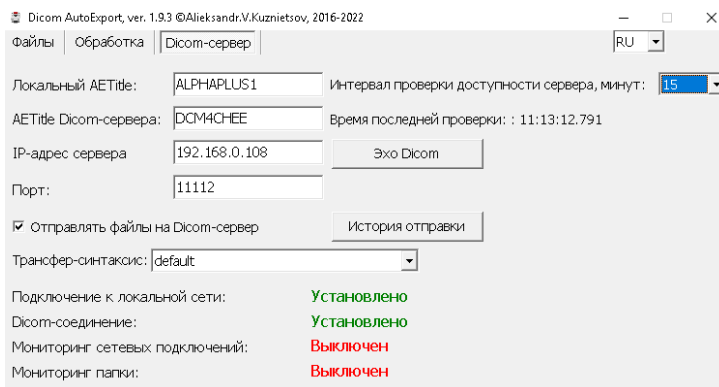 Dicom AutoExport, ver. 1.9.3 ©Alieksandr.V.Kuznietsov, 2016-2022
Файлы Обработка Dicom-сервер RU
Локальный AETitle: ALPHAPLUS1 Интервал проверки доступности сервера, минут: 15
AETitle Dicom-сервера: DCM4CHEE Время последней проверки: : 11:13:12.791
IP-адрес сервера 192.168.0.108 Эхо Dicom
Порт: 11112
Отправлять файлы на Dicom-сервер История отправки
Трансфер-синтаксис: default
Подключение к локальной сети: Установлено
Dicom-соединение: Установлено
Мониторинг сетевых подключений: Выключен
Мониторинг папки: Выключен